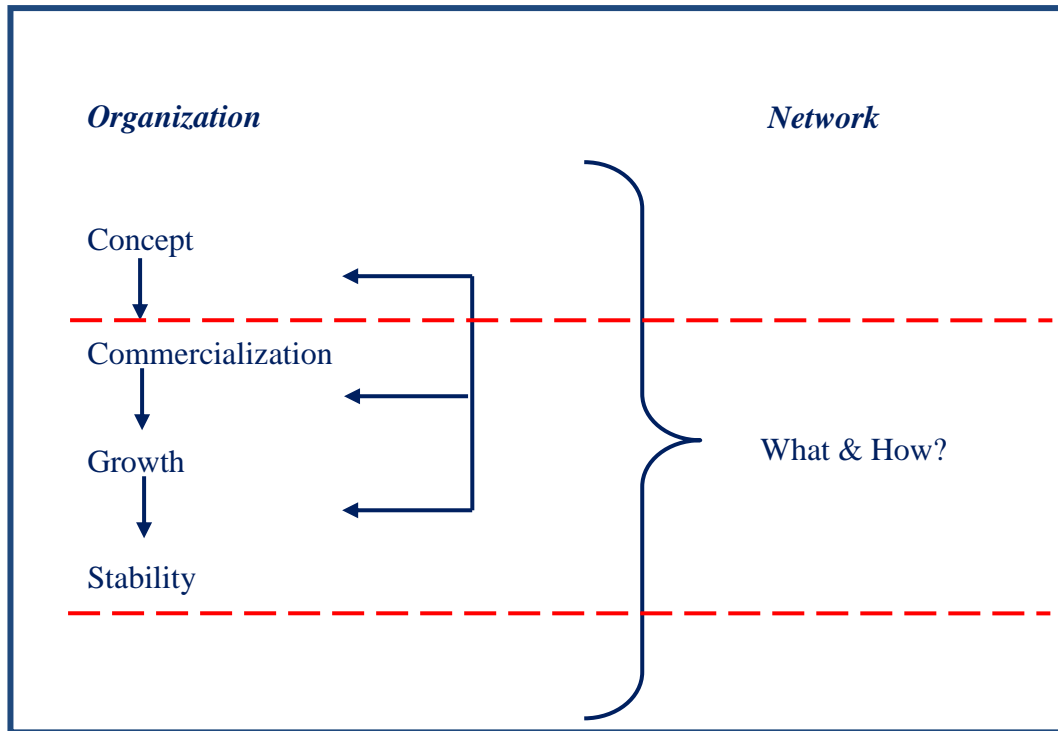 Organization
Network
Concept
Commercialization
Growth
What & How?
Stability